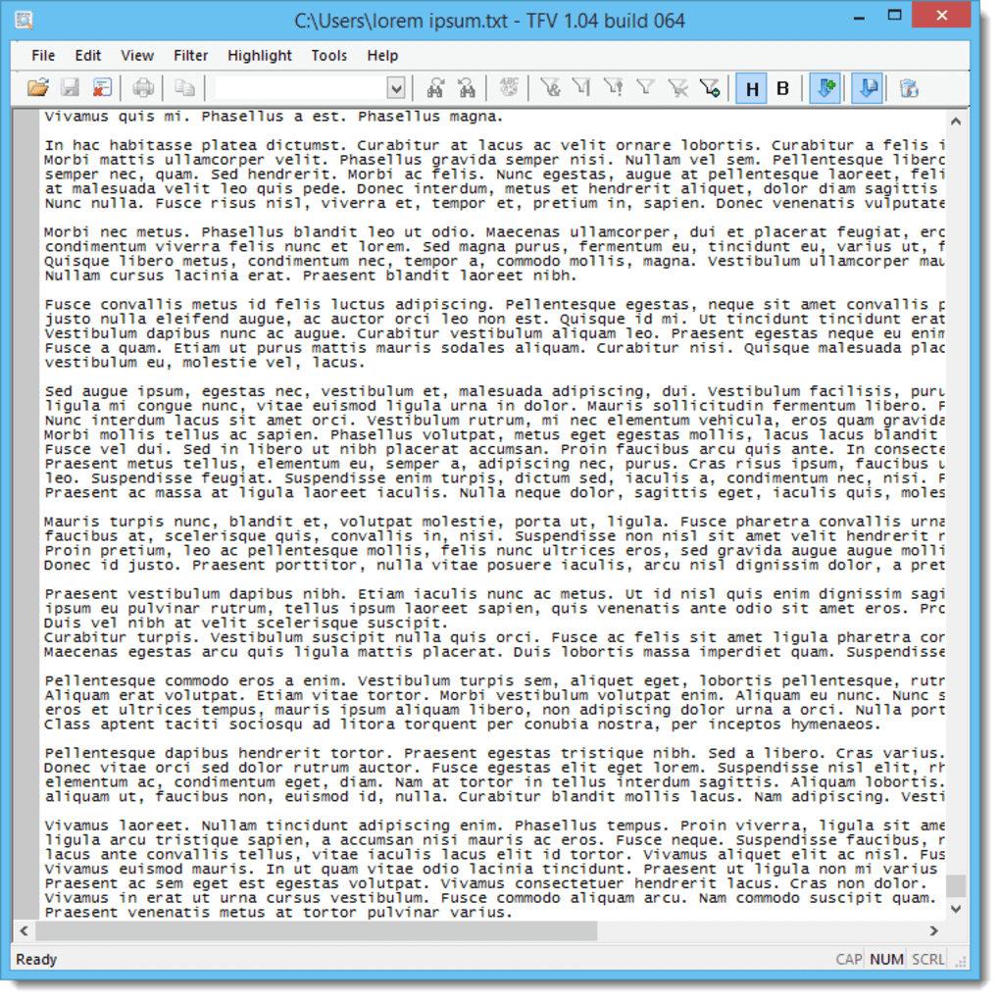 C:\Users\lorem ipsum.txt - TFV 1.04 build 064
File Edit View Filter Highlight Tools Help
ABC H B
Vivamus quis mi. Phasellus a est. Phasellus magna.
In hac habitasse platea dictumst. Curabitur at lacus ac velit ornare lobortis. Curabitur a felis i
Morbi mattis ullamcorper velit. Phasellus gravida semper nisi. Nullam vel sem. Pellentesque liberc
semper nec, quam. Sed hendrerit. Morbi ac felis. Nunc egestas, augue at pellentesque laoreet, feli
at malesuada velit leo quis pede. Donec interdum, metus et hendrerit aliquet, dolor diam sagittis
Nunc nulla. Fusce risus nisl, viverra et, tempor et, pretium in, sapien. Donec venenatis vulputate
Morbi nec metus. Phasellus blandit leo ut odio. Maecenas ullamcorper, dui et placerat feugiat, erc
condimentum viverra felis nunc et lorem. Sed magna purus, fermentum eu, tincidunt eu, varius ut, f
Quisque libero metus, condimentum nec, tempor a, commodo mollis, magna. Vestibulum ullamcorper mau
Nullam cursus lacinia erat. Praesent blandit laoreet nibh.
Fusce convallis metus id felis luctus adipiscing. Pellentesque egestas, neque sit amet convallis p
justo nulla eleifend augue, ac auctor orci leo non est. Quisque id mi. Ut tincidunt tincidunt erat
Vestibulum dapibus nunc ac augue. Curabitur vestibulum aliquam leo. Praesent egestas neque eu enim
Fusce a quam. Etiam ut purus mattis mauris sodales aliquam. Curabitur nisi. Quisque malesuada plac
vestibulum eu, molestie vel, lacus.
Sed augue ipsum, egestas nec, vestibulum et, malesuada adipiscing, dui. Vestibulum facilisis, puru
ligula mi congue nunc, vitae euismod ligula urna in dolor. Mauris sollicitudin fermentum libero. P
Nunc interdum lacus sit amet orci. Vestibulum rutrum, mi nec elementum vehicula, eros quam gravida
Morbi mollis tellus ac sapien. Phasellus volutpat, metus eget egestas mollis, lacus lacus blandit
Fusce vel dui. Sed in libero ut nibh placerat accumsan. Proin faucibus arcu quis ante. In consecte
Praesent metus tellus, elementum eu, semper a, adipiscing nec, purus. Cras risus ipsum, faucibus u
leo. Suspendisse feugiat. Suspendisse enim turpis, dictum sed, iaculis a, condimentum nec, nisi. P
Praesent ac massa at ligula laoreet iaculis. Nulla neque dolor, sagittis eget, iaculis quis, moles
Mauris turpis nunc, blandit et, volutpat molestie, porta ut, ligula. Fusce pharetra convallis urna
faucibus at, scelerisque quis, convallis in, nisi. Suspendisse non nisl sit amet velit hendrerit r
Proin pretium, leo ac pellentesque mollis, felis nunc ultrices eros, sed gravida augue augue molli
Donec id justo. Praesent porttitor, nulla vitae posuere iaculis, arcu nisl dignissim dolor, a pret
Praesent vestibulum dapibus nibh. Etiam iaculis nunc ac metus. Ut id nisl quis enim dignissim sagi
ipsum eu pulvinar rutrum, tellus ipsum laoreet sapien, quis venenatis ante odio sit amet eros. Pro
Duis vel nibh at velit scelerisque suscipit.
Curabitur turpis. Vestibulum suscipit nulla quis orci. Fusce ac felis sit amet ligula pharetra con
Maecenas egestas arcu quis ligula mattis placerat. Duis lobortis massa imperdiet quam. Suspendisse
Pellentesque commodo eros a enim. Vestibulum turpis sem, aliquet eget, lobortis pellentesque, rutr
Aliquam erat volutpat. Etiam vitae tortor. Morbi vestibulum volutpat enim. Aliquam eu nunc. Nunc s
eros et ultrices tempus, mauris ipsum aliquam libero, non adipiscing dolor urna a orci. Nulla port
Class aptent taciti sociosqu ad litora torquent per conubia nostra, per inceptos hymenaeos.
Pellentesque dapibus hendrerit tortor. Praesent egestas tristique nibh. Sed a libero. Cras varius.
Donec vitae orci sed dolor rutrum auctor. Fusce egestas elit eget lorem. Suspendisse nisl elit, rh
elementum ac, condimentum eget, diam. Nam at tortor in tellus interdum sagittis. Aliquam lobortis.
aliquam ut, faucibus non, euismod id, nulla. Curabitur blandit mollis lacus. Nam adipiscing. Vesti
Vivamus laoreet. Nullam tincidunt adipiscing enim. Phasellus tempus. Proin viverra, ligula sit ame
ligula arcu tristique sapien, a accumsan nisi mauris ac eros. Fusce neque. Suspendisse faucibus, r
lacus ante convallis tellus, vitae iaculis lacus elit id tortor. Vivamus aliquet elit ac nisl. Fus
Vivamus euismod mauris. In ut quam vitae odio lacinia tincidunt. Praesent ut ligula non mi varius
Praesent ac sem eget est egestas volutpat. Vivamus consectetuer hendrerit lacus. Cras non dolor.
Vivamus in erat ut urna cursus vestibulum. Fusce commodo aliquam arcu. Nam commodo suscipit quam.
Praesent venenatis metus at tortor pulvinar varius.
Ready CAP NUM SCRL